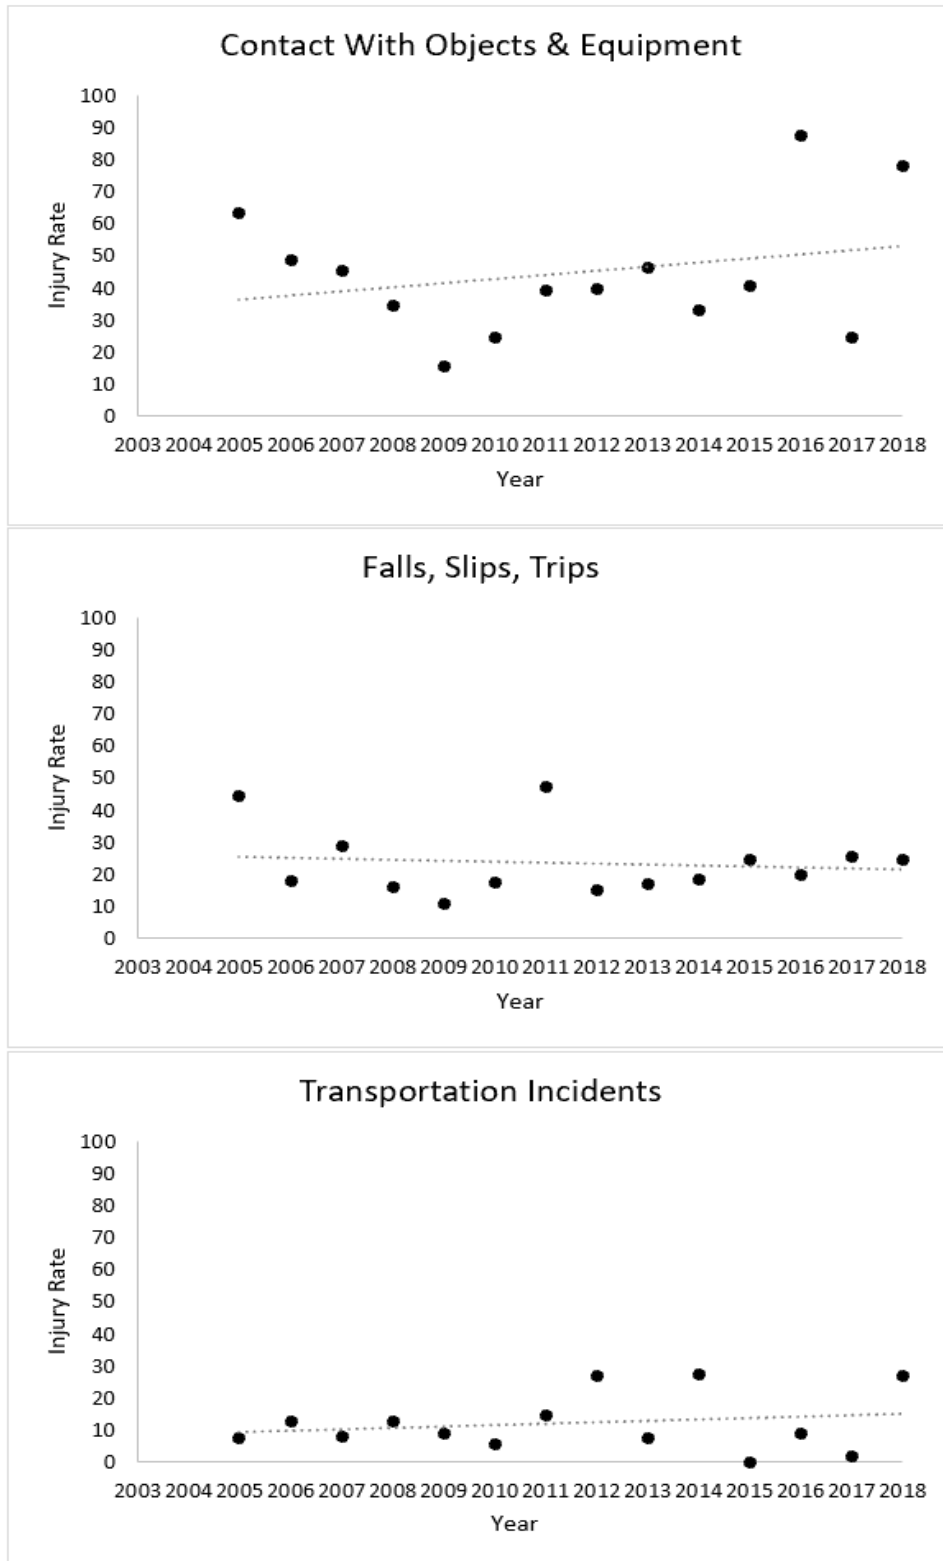 Contact With Objects & Equipment
100
90
80
70
60
50
40
30
20
10
0
Injury Rate
2003 2004 2005 2006 2007 2008 2009 2010 2011 2012 2013 2014 2015 2016 2017 2018
Year
Falls, Slips, Trips
100
90
80
70
60
50
40
30
20
10
0
Injury Rate
2003 2004 2005 2006 2007 2008 2009 2010 2011 2012 2013 2014 2015 2016 2017 2018
Year
Transportation Incidents
100
90
80
70
60
50
40
30
20
10
0
Injury Rate
2003 2004 2005 2006 2007 2008 2009 2010 2011 2012 2013 2014 2015 2016 2017 2018
Year